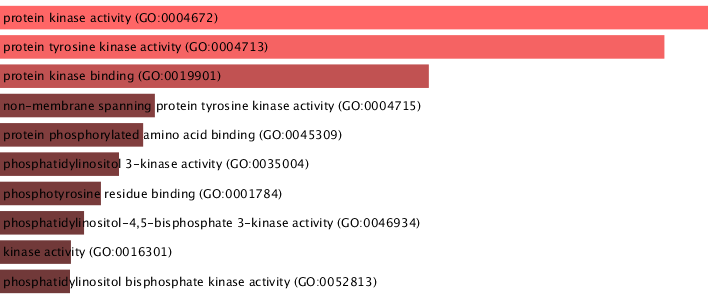 protein kinase activity (GO:0004672)
protein tyrosine kinase activity (GO:0004713)
protein kinase binding (GO:0019901)
non-membrane spanning protein tyrosine kinase activity (GO:0004715)
protein phosphorylated amino acid binding (GO:0045309)
phosphatidylinositol 3-kinase activity (GO:0035004)
phosphotyrosine residue binding (GO:0001784)
phosphatidylinositol-4,5-bisphosphate 3-kinase activity (GO:0046934)
kinase activity (GO:0016301)
phosphatidylinositol bisphosphate kinase activity (GO:0052813)